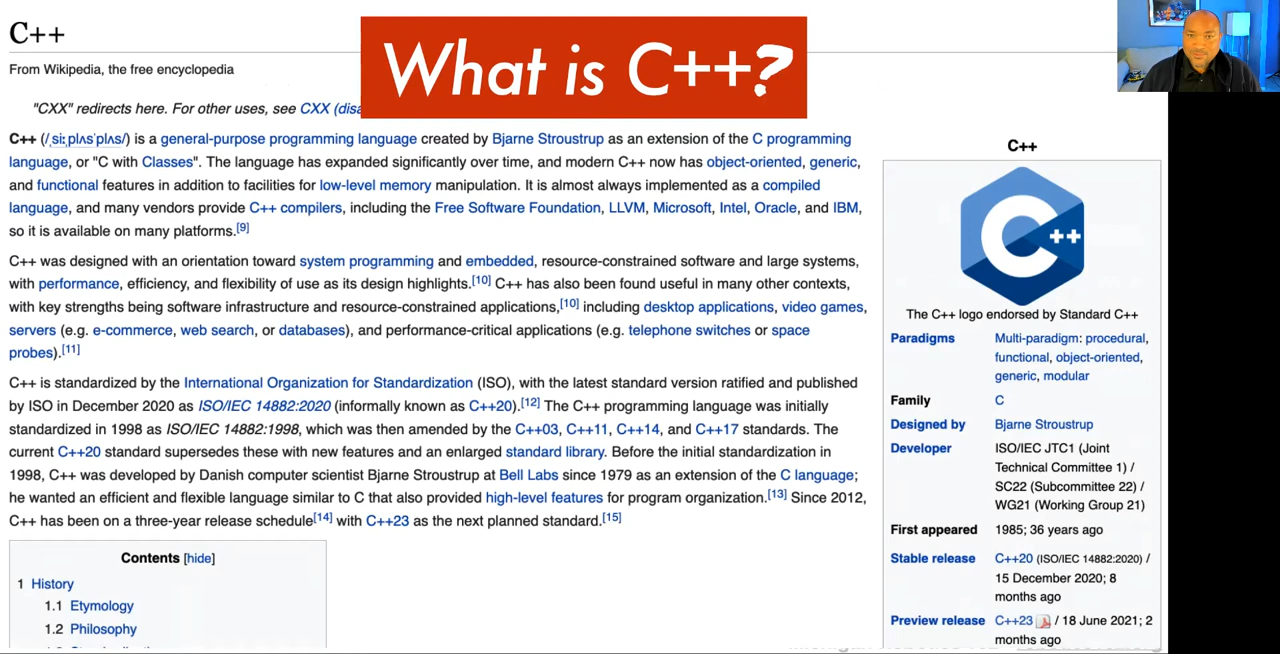 C++
What is C++?
From Wikipedia, the free encyclopedia
"CXX" redirects here. For other uses, see CXX (disa
C++ (/ˌsiːˌplʌsˈplʌs/) is a general-purpose programming language created by Bjarne Stroustrup as an extension of the C programming
language, or "C with Classes". The language has expanded significantly over time, and modern C++ now has object-oriented, generic,
and functional features in addition to facilities for low-level memory manipulation. It is almost always implemented as a compiled
language, and many vendors provide C++ compilers, including the Free Software Foundation, LLVM, Microsoft, Intel, Oracle, and IBM,
so it is available on many platforms.[9]
C++ was designed with an orientation toward system programming and embedded, resource-constrained software and large systems,
with performance, efficiency, and flexibility of use as its design highlights.[10] C++ has also been found useful in many other contexts,
with key strengths being software infrastructure and resource-constrained applications,[10] including desktop applications, video games,
servers (e.g. e-commerce, web search, or databases), and performance-critical applications (e.g. telephone switches or space
probes).[11]
C++ is standardized by the International Organization for Standardization (ISO), with the latest standard version ratified and published
by ISO in December 2020 as ISO/IEC 14882:2020 (informally known as C++20).[12] The C++ programming language was initially
standardized in 1998 as ISO/IEC 14882:1998, which was then amended by the C++03, C++11, C++14, and C++17 standards. The
current C++20 standard supersedes these with new features and an enlarged standard library. Before the initial standardization in
1998, C++ was developed by Danish computer scientist Bjarne Stroustrup at Bell Labs since 1979 as an extension of the C language;
he wanted an efficient and flexible language similar to C that also provided high-level features for program organization.[13] Since 2012,
C++ has been on a three-year release schedule[14] with C++23 as the next planned standard.[15]
Contents [hide]
1 History
1.1 Etymology
1.2 Philosophy
C++
C++
The C++ logo endorsed by Standard C++
Paradigms Multi-paradigm: procedural,
functional, object-oriented,
generic, modular
Family C
Designed by Bjarne Stroustrup
Developer ISO/IEC JTC1 (Joint
Technical Committee 1) /
SC22 (Subcommittee 22) /
WG21 (Working Group 21)
First appeared 1985; 36 years ago
Stable release C++20 (ISO/IEC 14882:2020) /
15 December 2020; 8
months ago
Preview release C++23 / 18 June 2021; 2
months ago